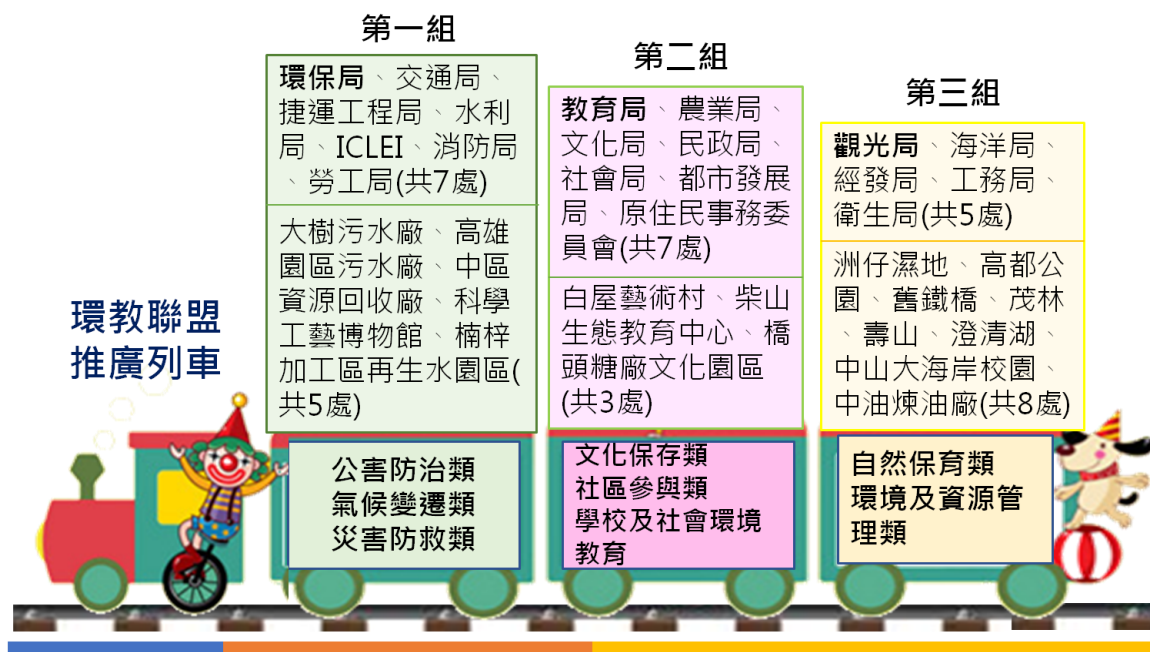 第一組
環保局、交通局、
捷運工程局、水利
局、ICLEI、消防局
、勞工局(共7處)
大樹污水廠、高雄
園區污水廠、中區
資源回收廠、科學
工藝博物館、楠梓
加工區再生水園區(
共5處)
第二組
教育局、農業局、
文化局、民政局、
社會局、都市發展
局、原住民事務委
員會(共7處)
白屋藝術村、柴山
生態教育中心、橋
頭糖廠文化園區
(共3處)
第三組
觀光局、海洋局、
經發局、工務局、
衛生局(共5處)
洲仔濕地、高都公
園、舊鐵橋、茂林
、壽山、澄清湖、
中山大海岸校園、
中油煉油廠(共8處)
環教聯盟
推廣列車
公害防治類
氣候變遷類
災害防救類
文化保存類
社區參與類
學校及社會環境
教育
自然保育類
環境及資源管
理類